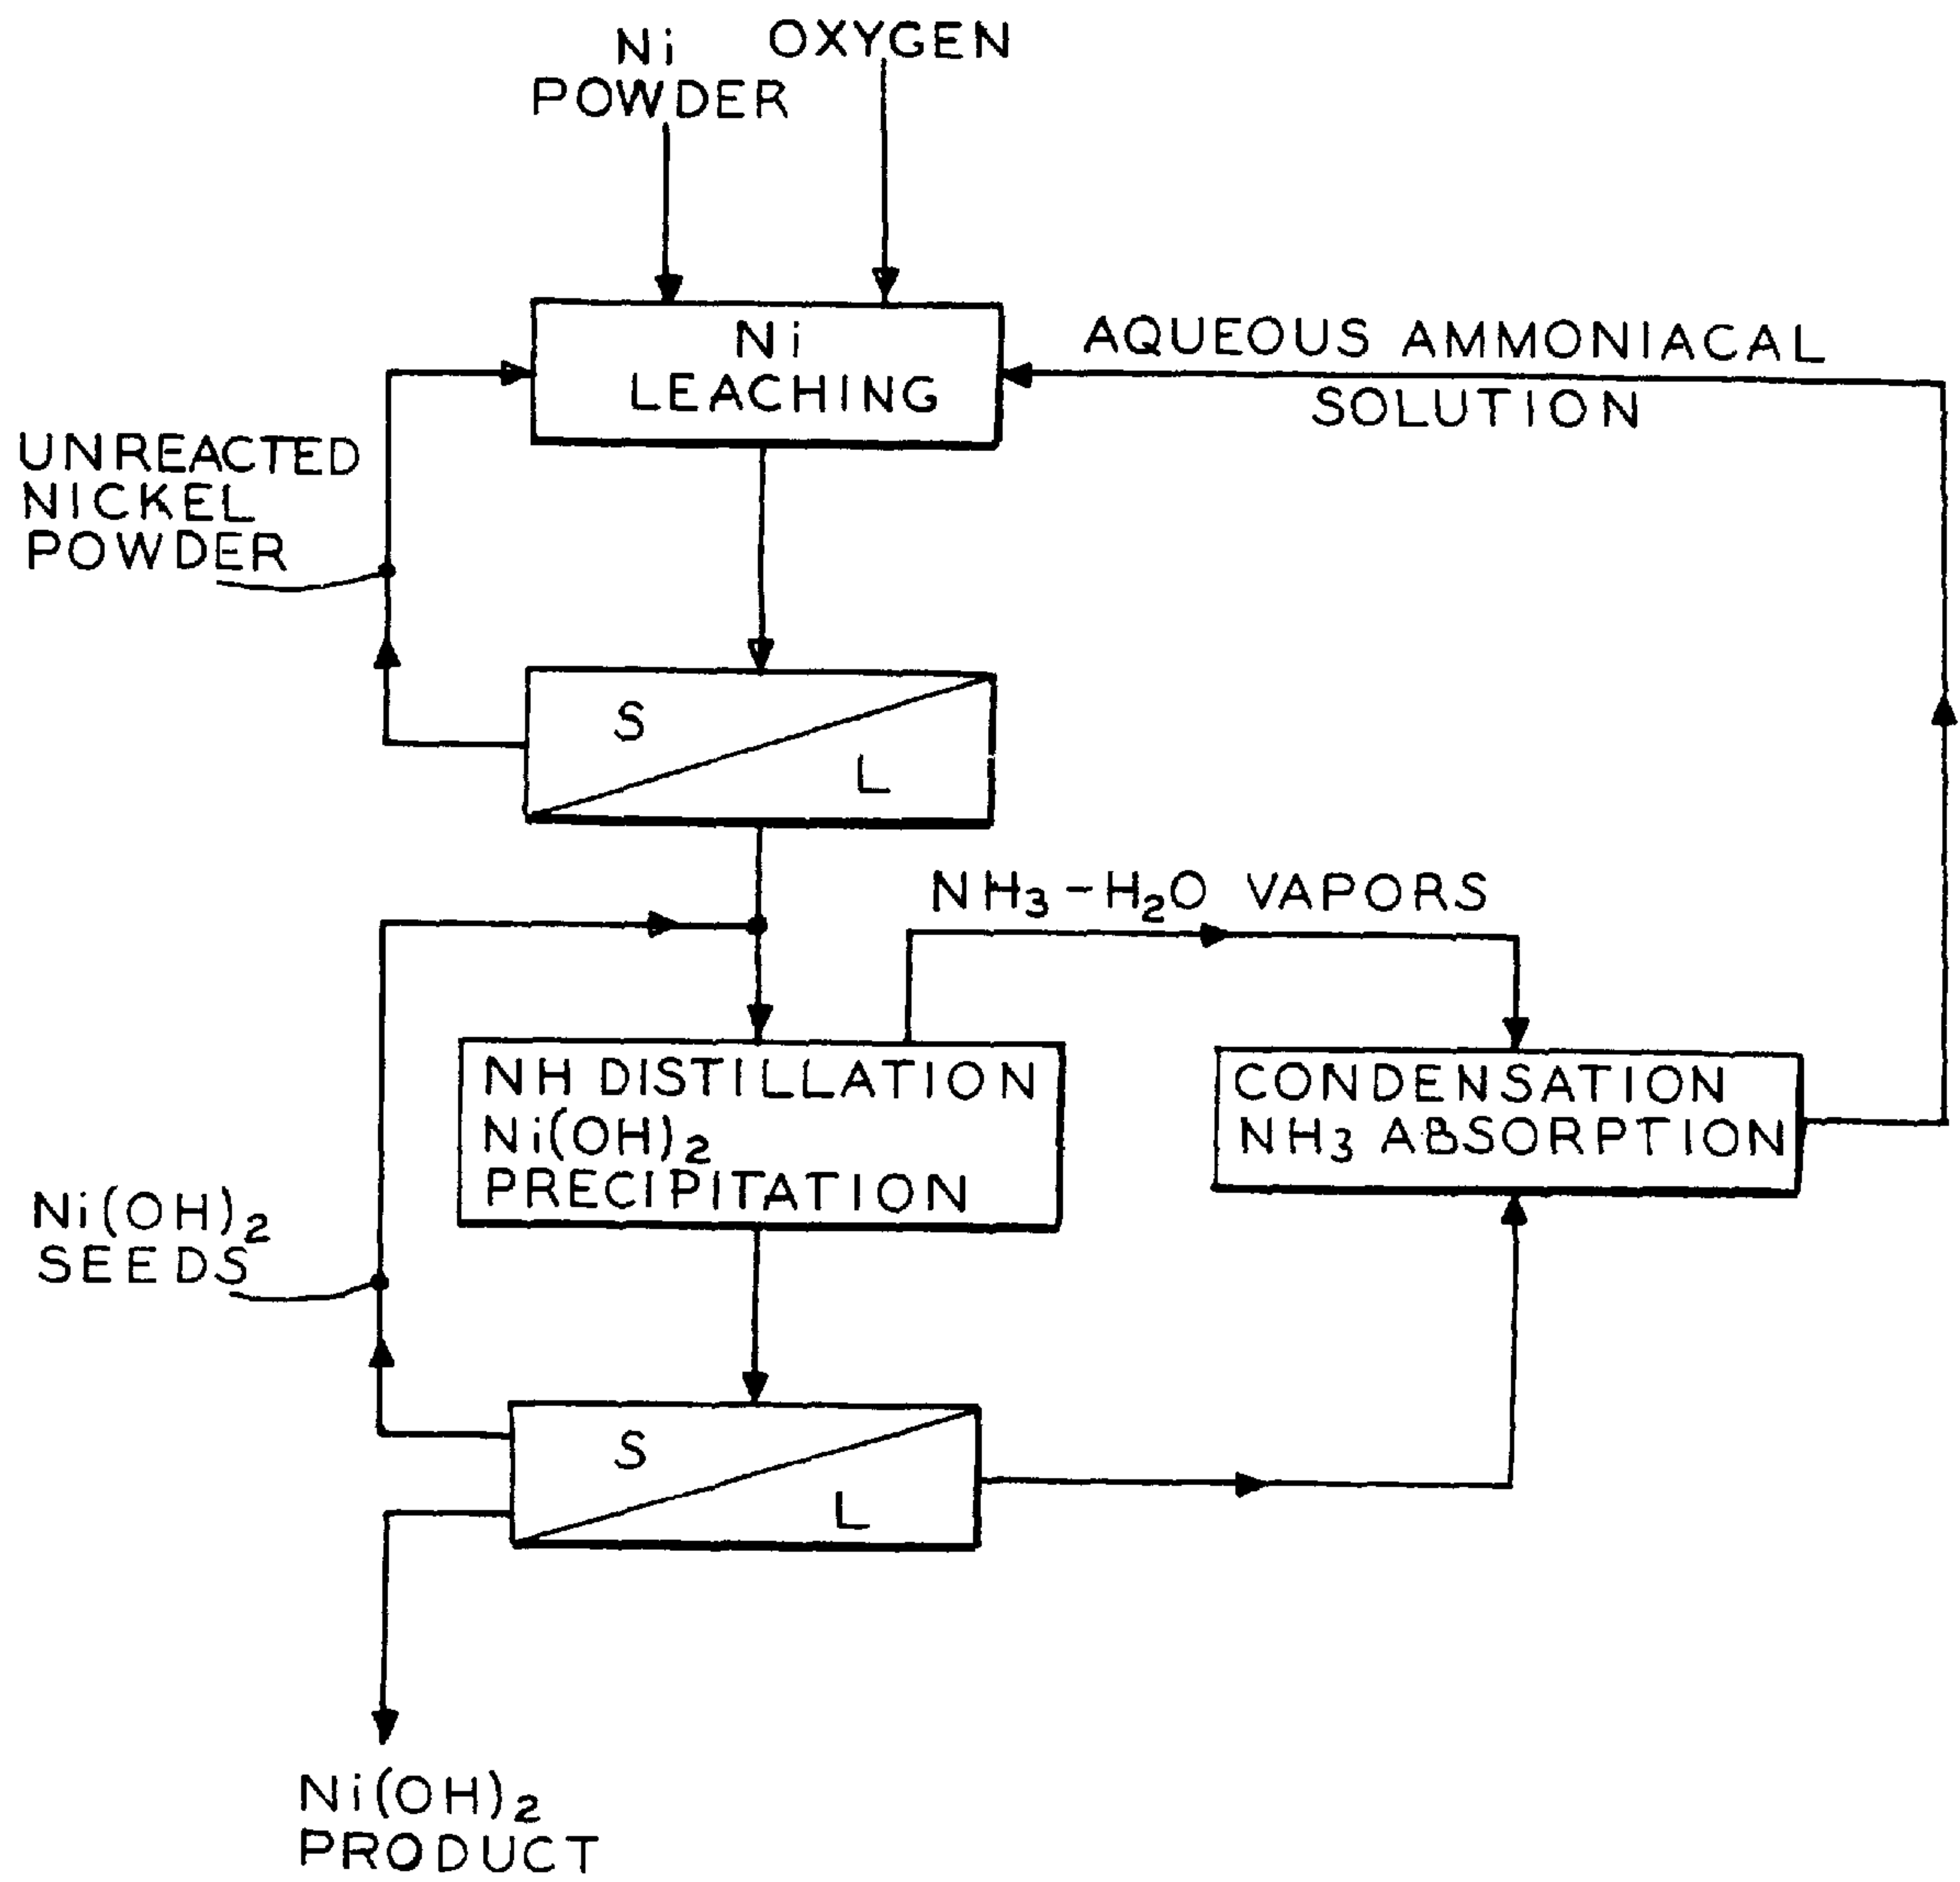 Ni
POWDER
OXYGEN
Ni
LEACHING
AQUEOUS AMMONIACAL
SOLUTION
UNREACTED
NICKEL
POWDER
S
L
NH₃-H₂O VAPORS
NH DISTILLATION
Ni(OH)₂
PRECIPITATION
CONDENSATION
NH₃ ABSORPTION
Ni(OH)₂
SEEDS
S
L
Ni(OH)₂
PRODUCT